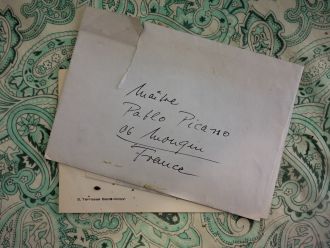 Maître
Pablo Picasso
06 Mougins
France